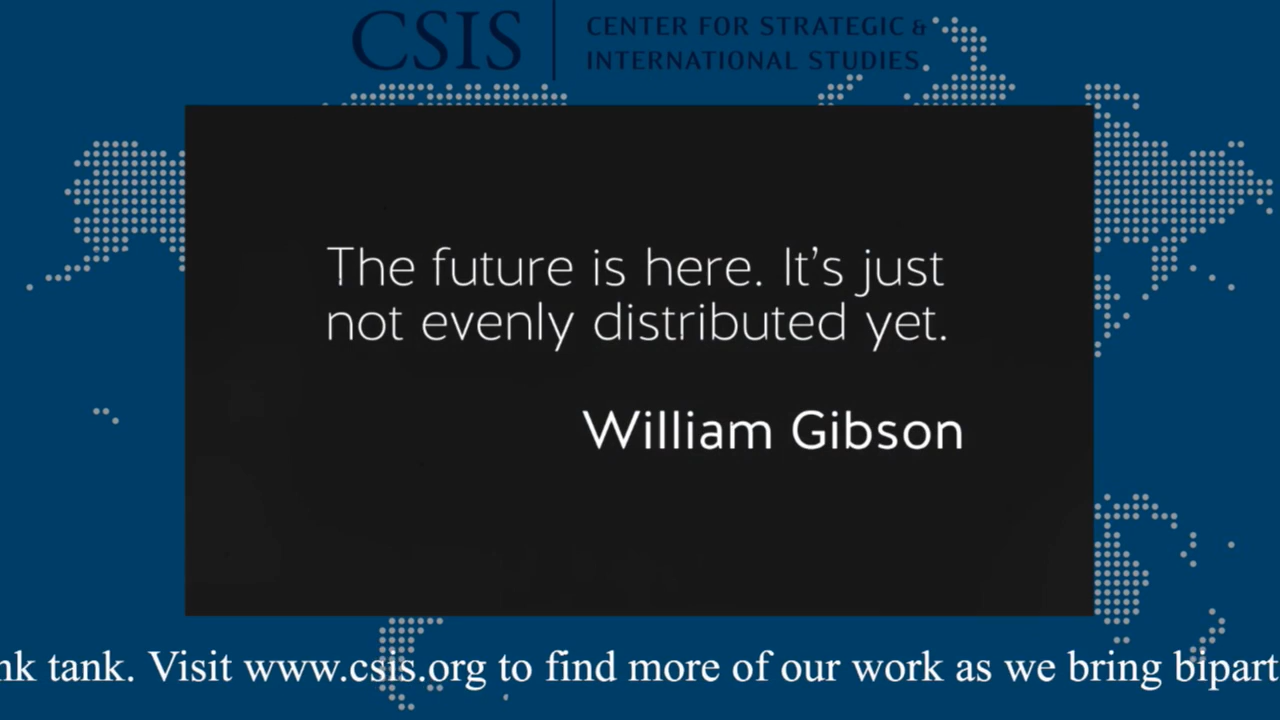 CSIS
CENTER FOR STRATEGIC &
INTERNATIONAL STUDIES
The future is here. It’s just
not evenly distributed yet.
William Gibson
nk tank. Visit www.csis.org to find more of our work as we bring bipart